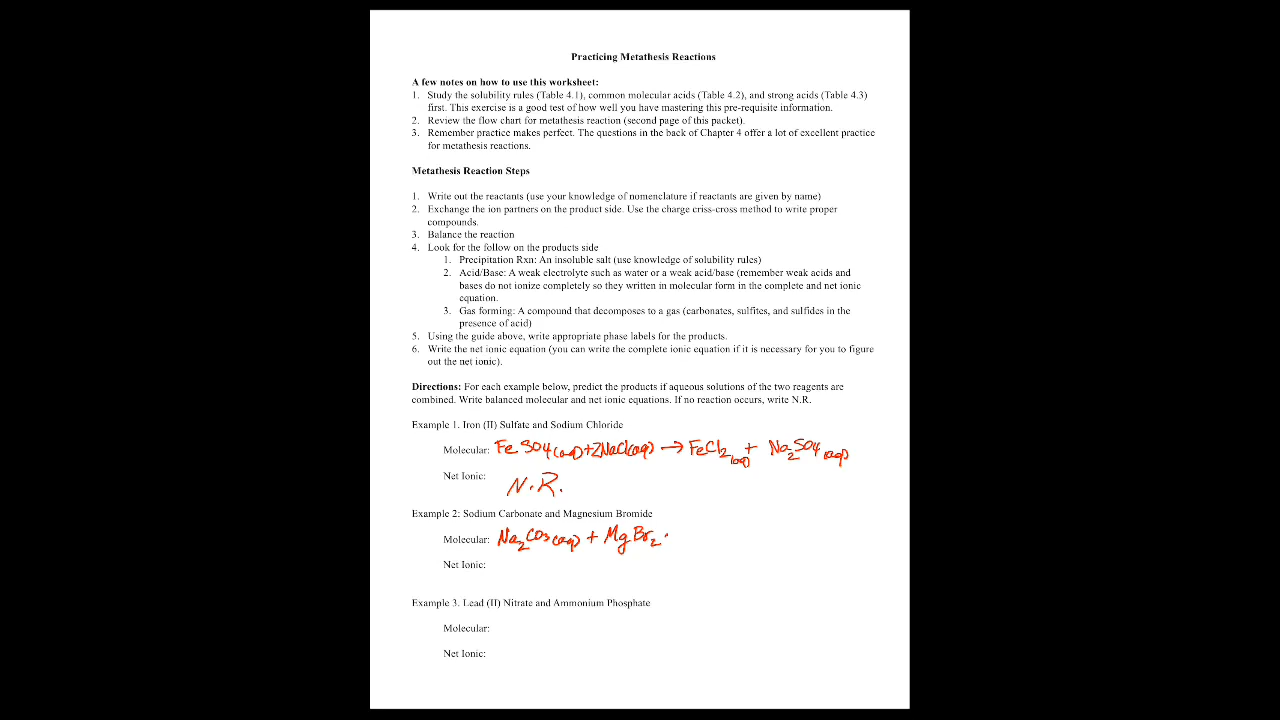 Practicing Metathesis Reactions
A few notes on how to use this worksheet:
1. Study the solubility rules (Table 4.1), common molecular acids (Table 4.2), and strong acids (Table 4.3)
first. This exercise is a good test of how well you have mastering this pre-requisite information.
2. Review the flow chart for metathesis reaction (second page of this packet).
3. Remember practice makes perfect. The questions in the back of Chapter 4 offer a lot of excellent practice
for metathesis reactions.
Metathesis Reaction Steps
1. Write out the reactants (use your knowledge of nomenclature if reactants are given by name)
2. Exchange the ion partners on the product side. Use the charge criss-cross method to write proper
compounds.
3. Balance the reaction
4. Look for the follow on the products side
1. Precipitation Rxn: An insoluble salt (use knowledge of solubility rules)
2. Acid/Base: A weak electrolyte such as water or a weak acid/base (remember weak acids and
bases do not ionize completely so they written in molecular form in the complete and net ionic
equation.
3. Gas forming: A compound that decomposes to a gas (carbonates, sulfites, and sulfides in the
presence of acid)
5. Using the guide above, write appropriate phase labels for the products.
6. Write the net ionic equation (you can write the complete ionic equation if it is necessary for you to figure
out the net ionic).
Directions: For each example below, predict the products if aqueous solutions of the two reagents are
combined. Write balanced molecular and net ionic equations. If no reaction occurs, write N.R.
Example 1. Iron (II) Sulfate and Sodium Chloride
Molecular: FeSO4(aq)+2NaCl(aq) → FeCl2(aq) + Na2SO4(aq)
Net Ionic: N.R.
Example 2: Sodium Carbonate and Magnesium Bromide
Molecular: Na2CO3(aq) + MgBr2
Net Ionic:
Example 3. Lead (II) Nitrate and Ammonium Phosphate
Molecular:
Net Ionic: